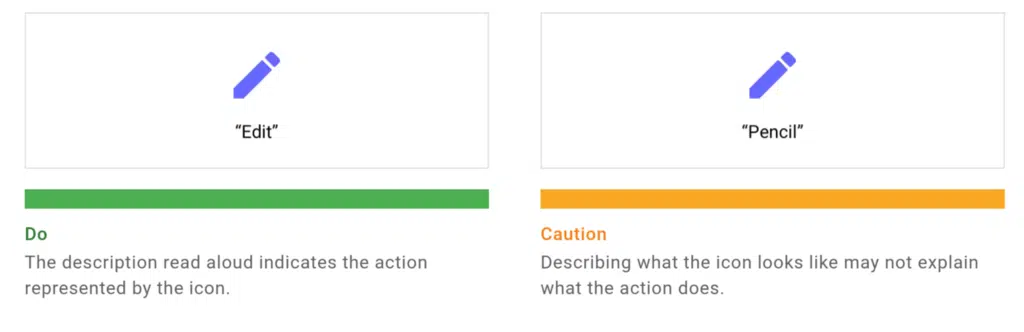 “Edit”
Do
The description read aloud indicates the action
represented by the icon.
“Pencil”
Caution
Describing what the icon looks like may not explain
what the action does.